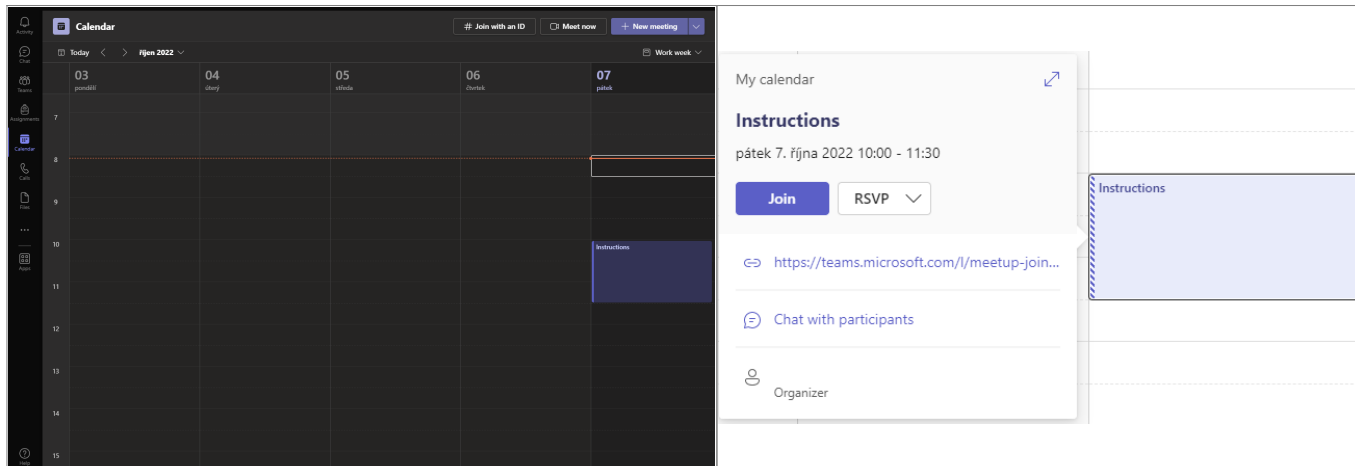 Activity
Chat
Teams
Assignments
Calendar
Calls
Files
Apps
Help
Calendar
# Join with an ID
Meet now
+ New meeting
Today
říjen 2022
Work week
03
pondělí
04
úterý
05
středa
06
čtvrtek
07
pátek
7
8
9
10
11
12
13
14
15
Instructions
My calendar
Instructions
pátek 7. října 2022 10:00 - 11:30
Join
RSVP
https://teams.microsoft.com/l/meetup-join...
Chat with participants
Organizer
Instructions